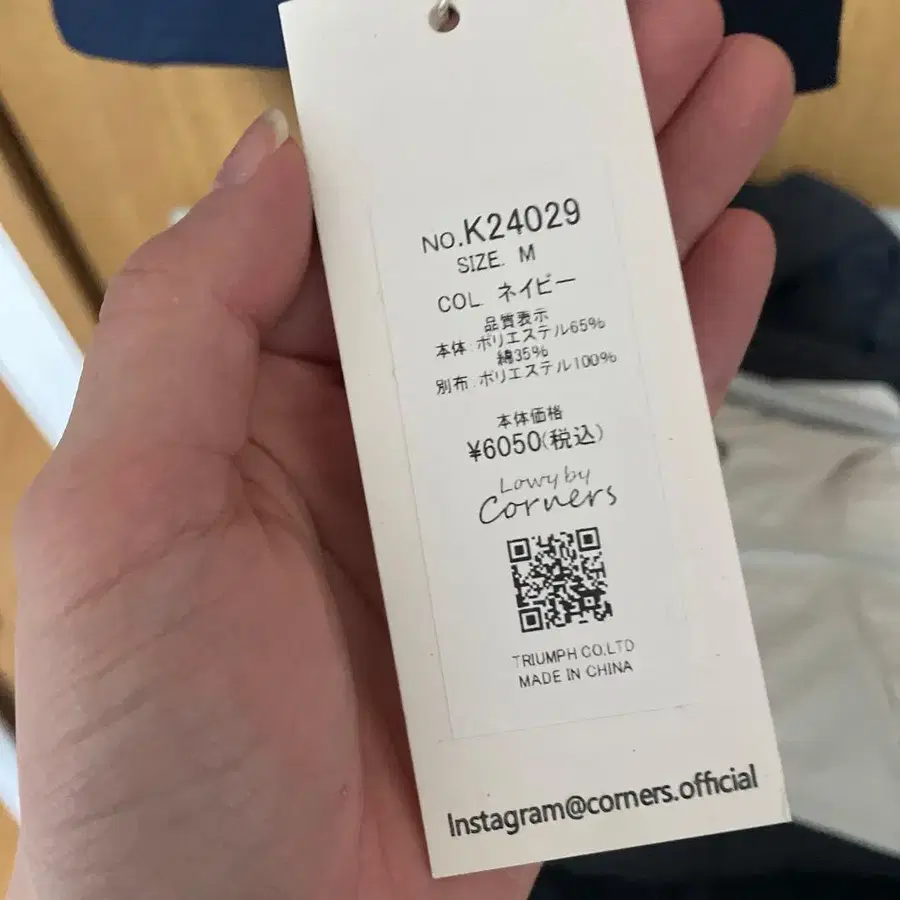 NO.K24029
SIZE. M
COL ネイビー
品質表示
本体:ポリエステル65%
綿35%
別布:ポリエステル100%
本体価格
¥6050(税込)
Lowy by
Corners
TRIUMPH CO,LTD
MADE IN CHINA
Instagram@corners.official